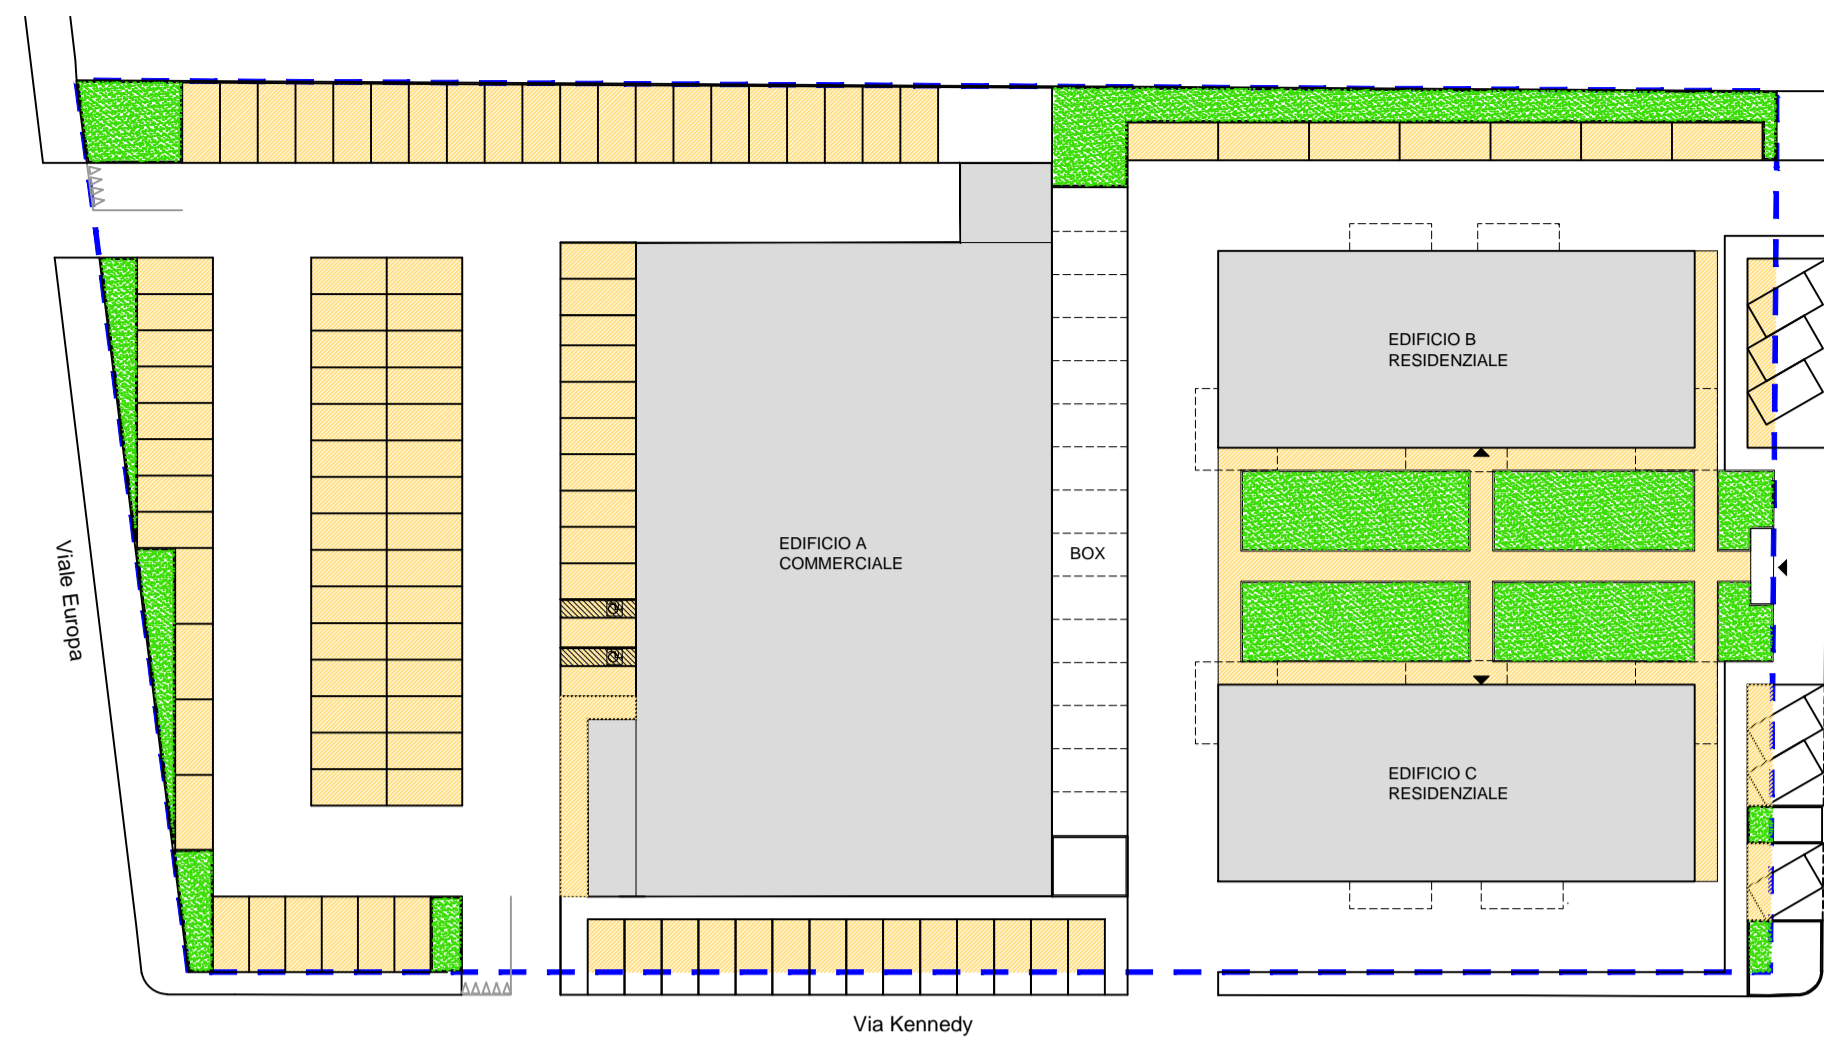 EDIFICIO B
RESIDENZIALE
EDIFICIO A
COMMERCIALE
BOX
Viale Europa
EDIFICIO C
RESIDENZIALE
Via Kennedy